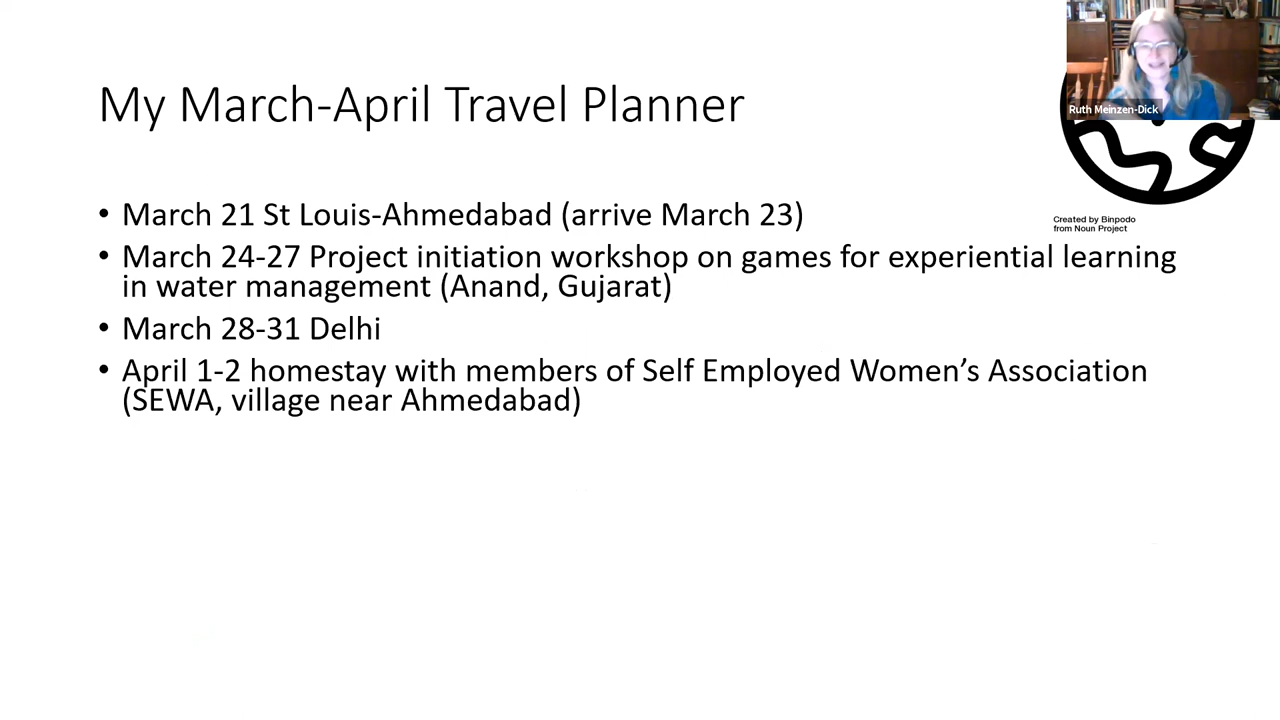 My March-April Travel Planner
Ruth Meinzen-Dick
Created by Binpodo
from Noun Project
• March 21 St Louis-Ahmedabad (arrive March 23)
• March 24-27 Project initiation workshop on games for experiential learning
in water management (Anand, Gujarat)
• March 28-31 Delhi
• April 1-2 homestay with members of Self Employed Women’s Association
(SEWA, village near Ahmedabad)